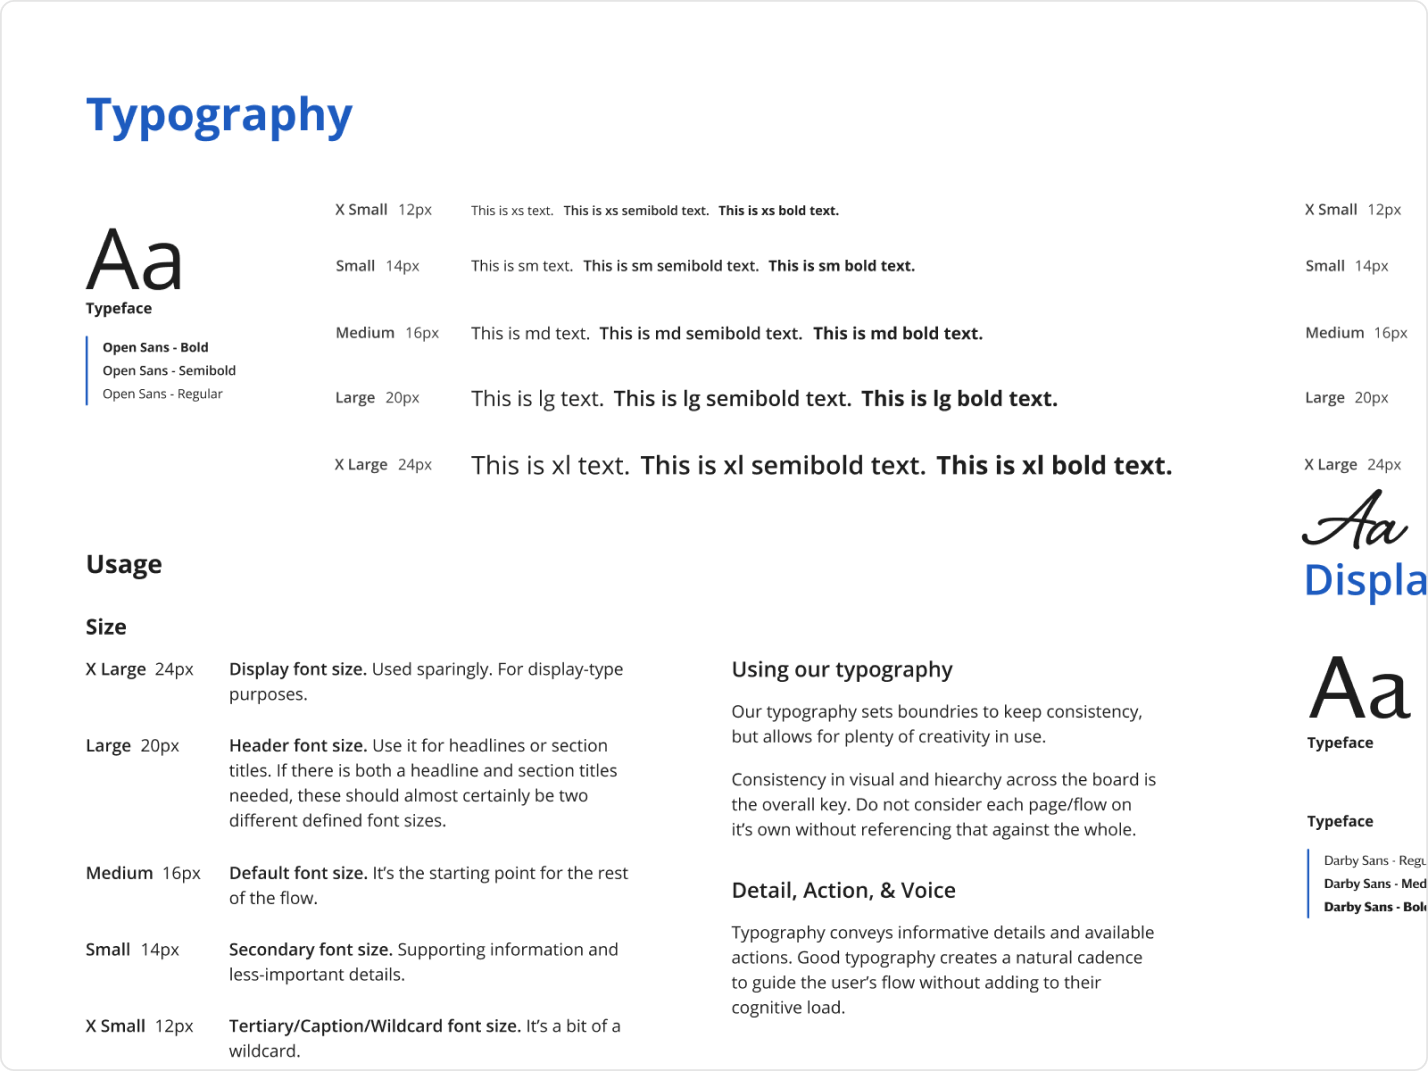 Typography
Aa
Typeface
Open Sans - Bold
Open Sans - Semibold
Open Sans - Regular
X Small 12px This is xs text. This is xs semibold text. This is xs bold text.
Small 14px This is sm text. This is sm semibold text. This is sm bold text.
Medium 16px This is md text. This is md semibold text. This is md bold text.
Large 20px This is lg text. This is lg semibold text. This is lg bold text.
X Large 24px This is xl text. This is xl semibold text. This is xl bold text.
Usage
Size
X Large 24px Display font size. Used sparingly. For display-type
purposes.
Large 20px Header font size. Use it for headlines or section
titles. If there is both a headline and section titles
needed, these should almost certainly be two
different defined font sizes.
Medium 16px Default font size. It’s the starting point for the rest
of the flow.
Small 14px Secondary font size. Supporting information and
less-important details.
X Small 12px Tertiary/Caption/Wildcard font size. It’s a bit of a
wildcard.
Using our typography
Our typography sets boundries to keep consistency,
but allows for plenty of creativity in use.
Consistency in visual and hiearchy across the board is
the overall key. Do not consider each page/flow on
it’s own without referencing that against the whole.
Detail, Action, & Voice
Typography conveys informative details and available
actions. Good typography creates a natural cadence
to guide the user’s flow without adding to their
cognitive load.
X Small 12px
Small 14px
Medium 16px
Large 20px
X Large 24px
Aa
Displa
Aa
Typeface
Typeface
Darby Sans - Regu
Darby Sans - Med
Darby Sans - Bol